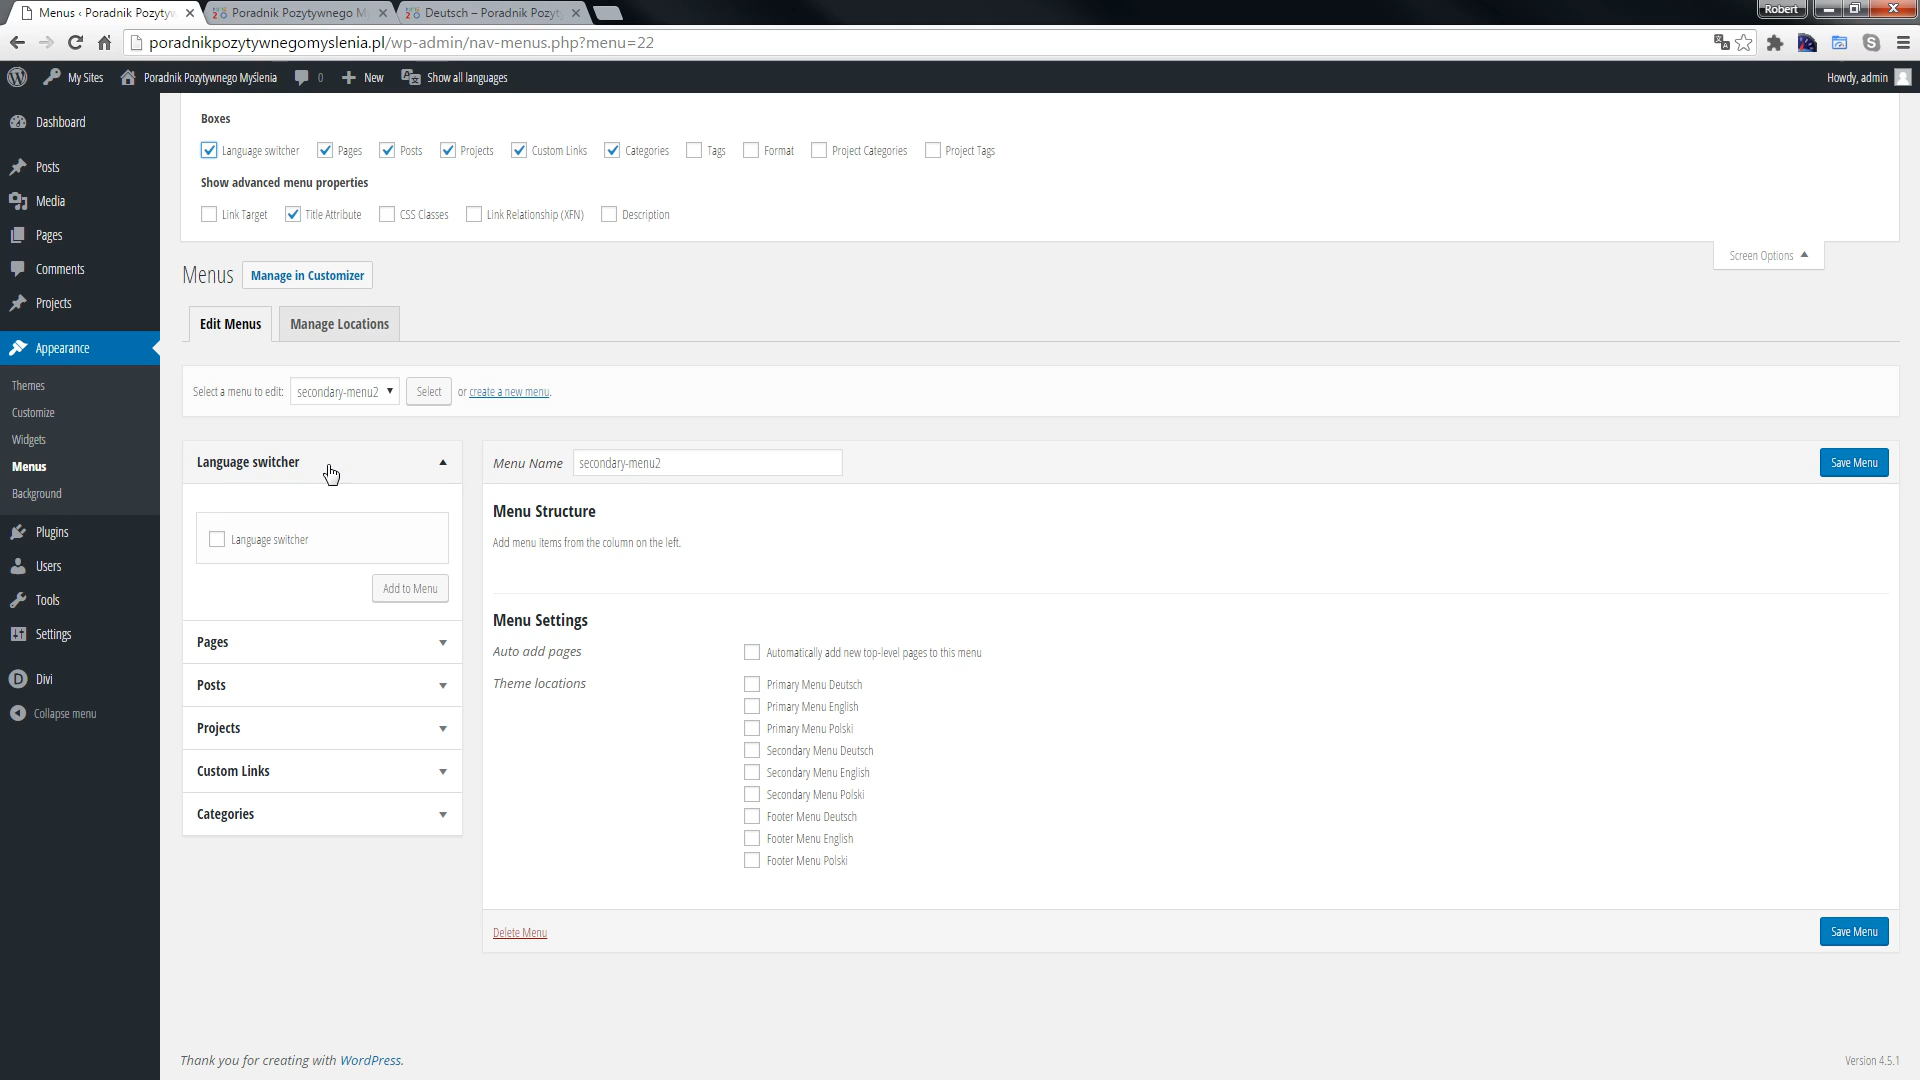 Menus ‹ Poradnik Pozytyw
Poradnik Pozytywnego M
Deutsch – Poradnik Pozyt
Robert
poradnikpozytywnegomyslenia.pl/wp-admin/nav-menus.php?menu=22
My Sites
Poradnik Pozytywnego Myślenia
0
New
Show all languages
Howdy, admin
Dashboard
Posts
Media
Pages
Comments
Projects
Appearance
Themes
Customize
Widgets
Menus
Background
Plugins
Users
Tools
Settings
Divi
Collapse menu
Boxes
Language switcher Pages Posts Projects Custom Links Categories Tags Format Project Categories Project Tags
Show advanced menu properties
Link Target Title Attribute CSS Classes Link Relationship (XFN) Description
Screen Options
Menus Manage in Customizer
Edit Menus Manage Locations
Select a menu to edit: secondary-menu2 Select or create a new menu.
Language switcher
Language switcher
Add to Menu
Pages
Posts
Projects
Custom Links
Categories
Menu Name secondary-menu2 Save Menu
Menu Structure
Add menu items from the column on the left.
Menu Settings
Auto add pages Automatically add new top-level pages to this menu
Theme locations Primary Menu Deutsch
Primary Menu English
Primary Menu Polski
Secondary Menu Deutsch
Secondary Menu English
Secondary Menu Polski
Footer Menu Deutsch
Footer Menu English
Footer Menu Polski
Delete Menu Save Menu
Thank you for creating with WordPress.
Version 4.5.1